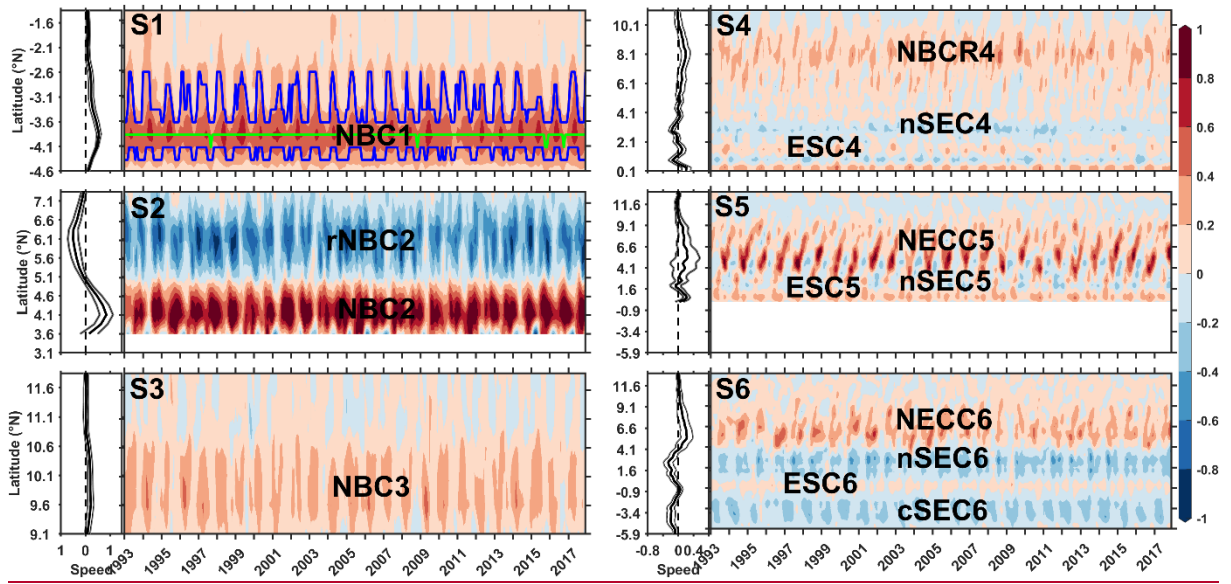 S1
-1.6
-2.1
-2.6
-3.1
-3.6
-4.1
-4.6
Latitude (°N)
NBC1
S2
7.1
6.1
5.1
4.6
4.1
3.6
3.1
Latitude (°N)
rNBC2
NBC2
S3
11.6
11.1
10.6
10.1
9.6
9.1
Latitude (°N)
NBC3
1 0 1
Speed
1993 1995 1997 1999 2001 2003 2005 2007 2009 2011 2013 2015 2017
S4
10.1
8.1
6.1
4.1
3.1
2.1
1.1
0.1
NBCR4
nSEC4
ESC4
S5
11.6
9.1
6.6
4.1
1.6
-0.9
-3.4
-5.9
NECC5
nSEC5
ESC5
S6
11.6
9.1
6.6
4.1
1.6
-0.9
-3.4
-5.9
NECC6
nSEC6
ESC6
cSEC6
-0.8 0 0.4
Speed
1993 1995 1997 1999 2001 2003 2005 2007 2009 2011 2013 2015 2017
1
0.8
0.6
0.4
0.2
0
-0.2
-0.4
-0.6
-0.8
-1